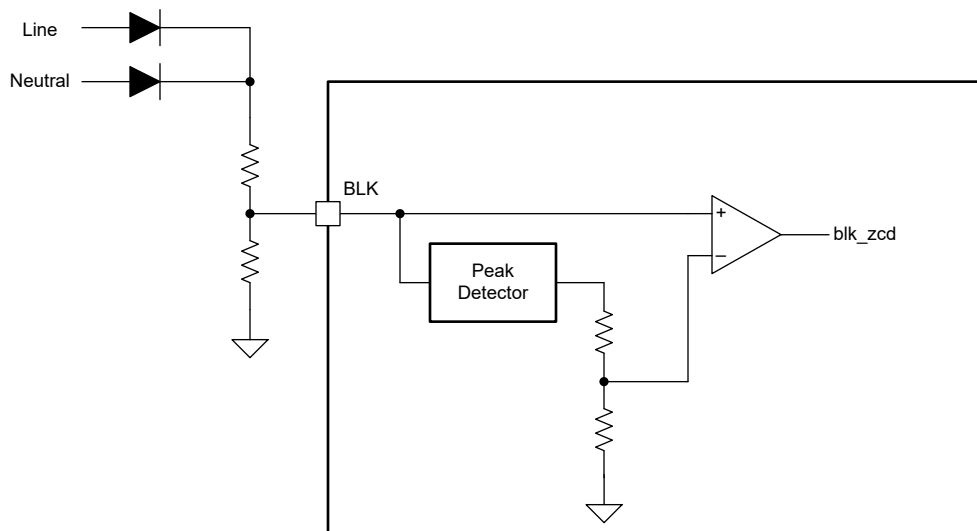 Line
Neutral
BLK
Peak
Detector
+
−
blk_zcd